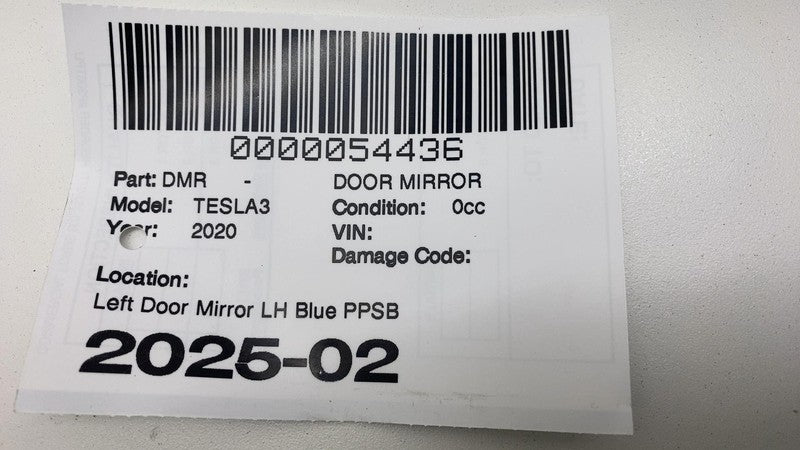 0000054436
Part: DMR - DOOR MIRROR
Model: TESLA3 Condition: 0cc
Year: 2020 VIN:
Damage Code:
Location:
Left Door Mirror LH Blue PPSB
2025-02